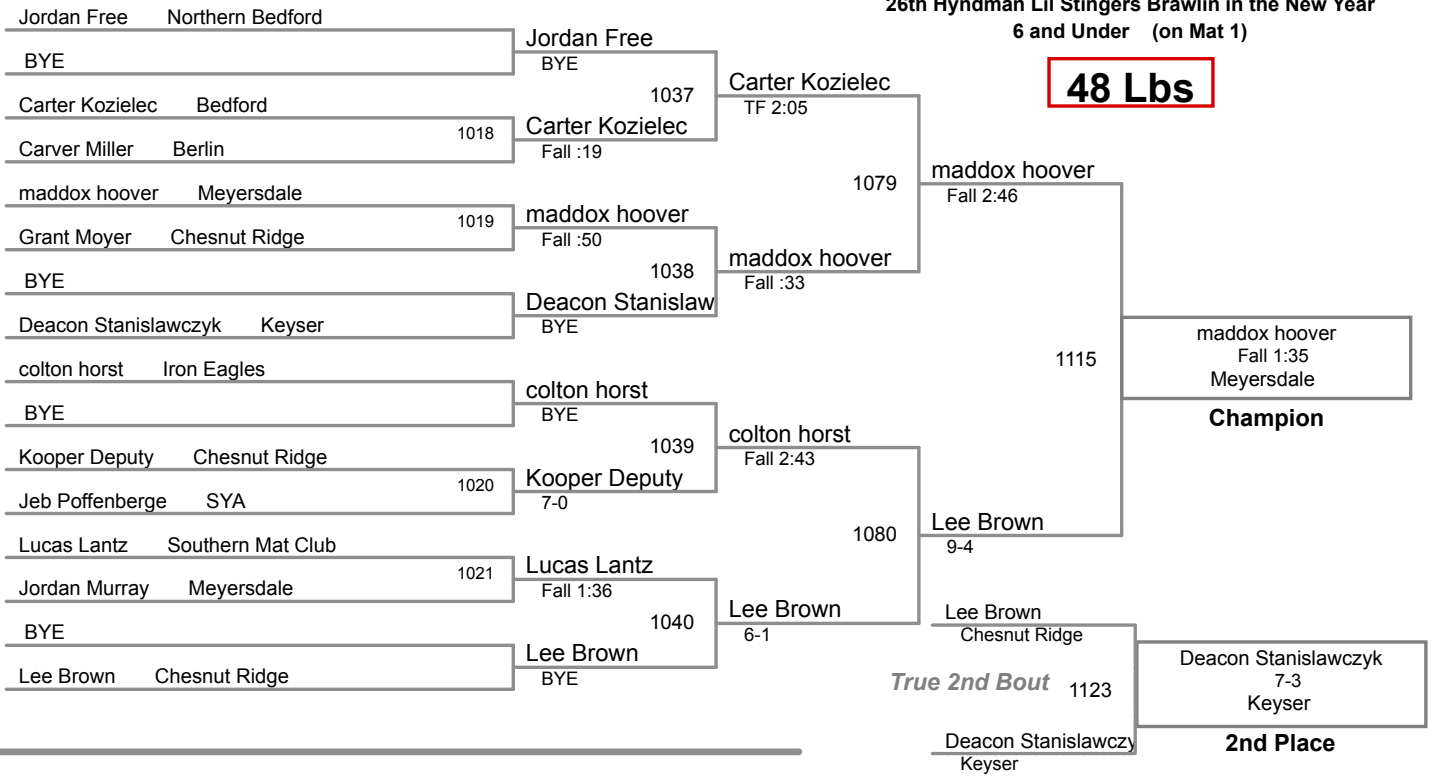 26th Hyndman Lil Stingers Brawlin in the New Year
6 and Under (on Mat 1)
48 Lbs
Jordan Free Northern Bedford
BYE
Carter Kozielec Bedford
Carver Miller Berlin
maddox hoover Meyersdale
Grant Moyer Chesnut Ridge
BYE
Deacon Stanislawczyk Keyser
colton horst Iron Eagles
BYE
Kooper Deputy Chesnut Ridge
Jeb Poffenberge SYA
Lucas Lantz Southern Mat Club
Jordan Murray Meyersdale
BYE
Lee Brown Chesnut Ridge
1018
1019
1020
1021
Jordan Free
BYE
Carter Kozielec
Fall :19
maddox hoover
Fall :50
Deacon Stanislaw
BYE
colton horst
BYE
Kooper Deputy
7-0
Lucas Lantz
Fall 1:36
Lee Brown
BYE
1037
1038
1039
1040
Carter Kozielec
TF 2:05
maddox hoover
Fall :33
colton horst
Fall 2:43
Lee Brown
6-1
1079
1080
maddox hoover
Fall 2:46
Lee Brown
9-4
1115
maddox hoover
Fall 1:35
Meyersdale
Champion
Lee Brown
Chesnut Ridge
True 2nd Bout 1123
Deacon Stanislawczy
Keyser
Deacon Stanislawczyk
7-3
Keyser
2nd Place